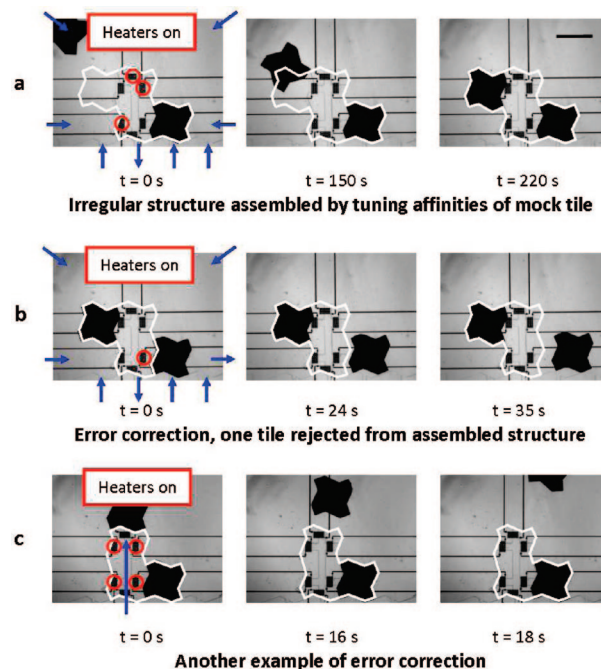 Heaters on
a
t = 0 s
t = 150 s
t = 220 s
Irregular structure assembled by tuning affinities of mock tile
Heaters on
b
t = 0 s
t = 24 s
t = 35 s
Error correction, one tile rejected from assembled structure
Heaters on
c
t = 0 s
t = 16 s
t = 18 s
Another example of error correction